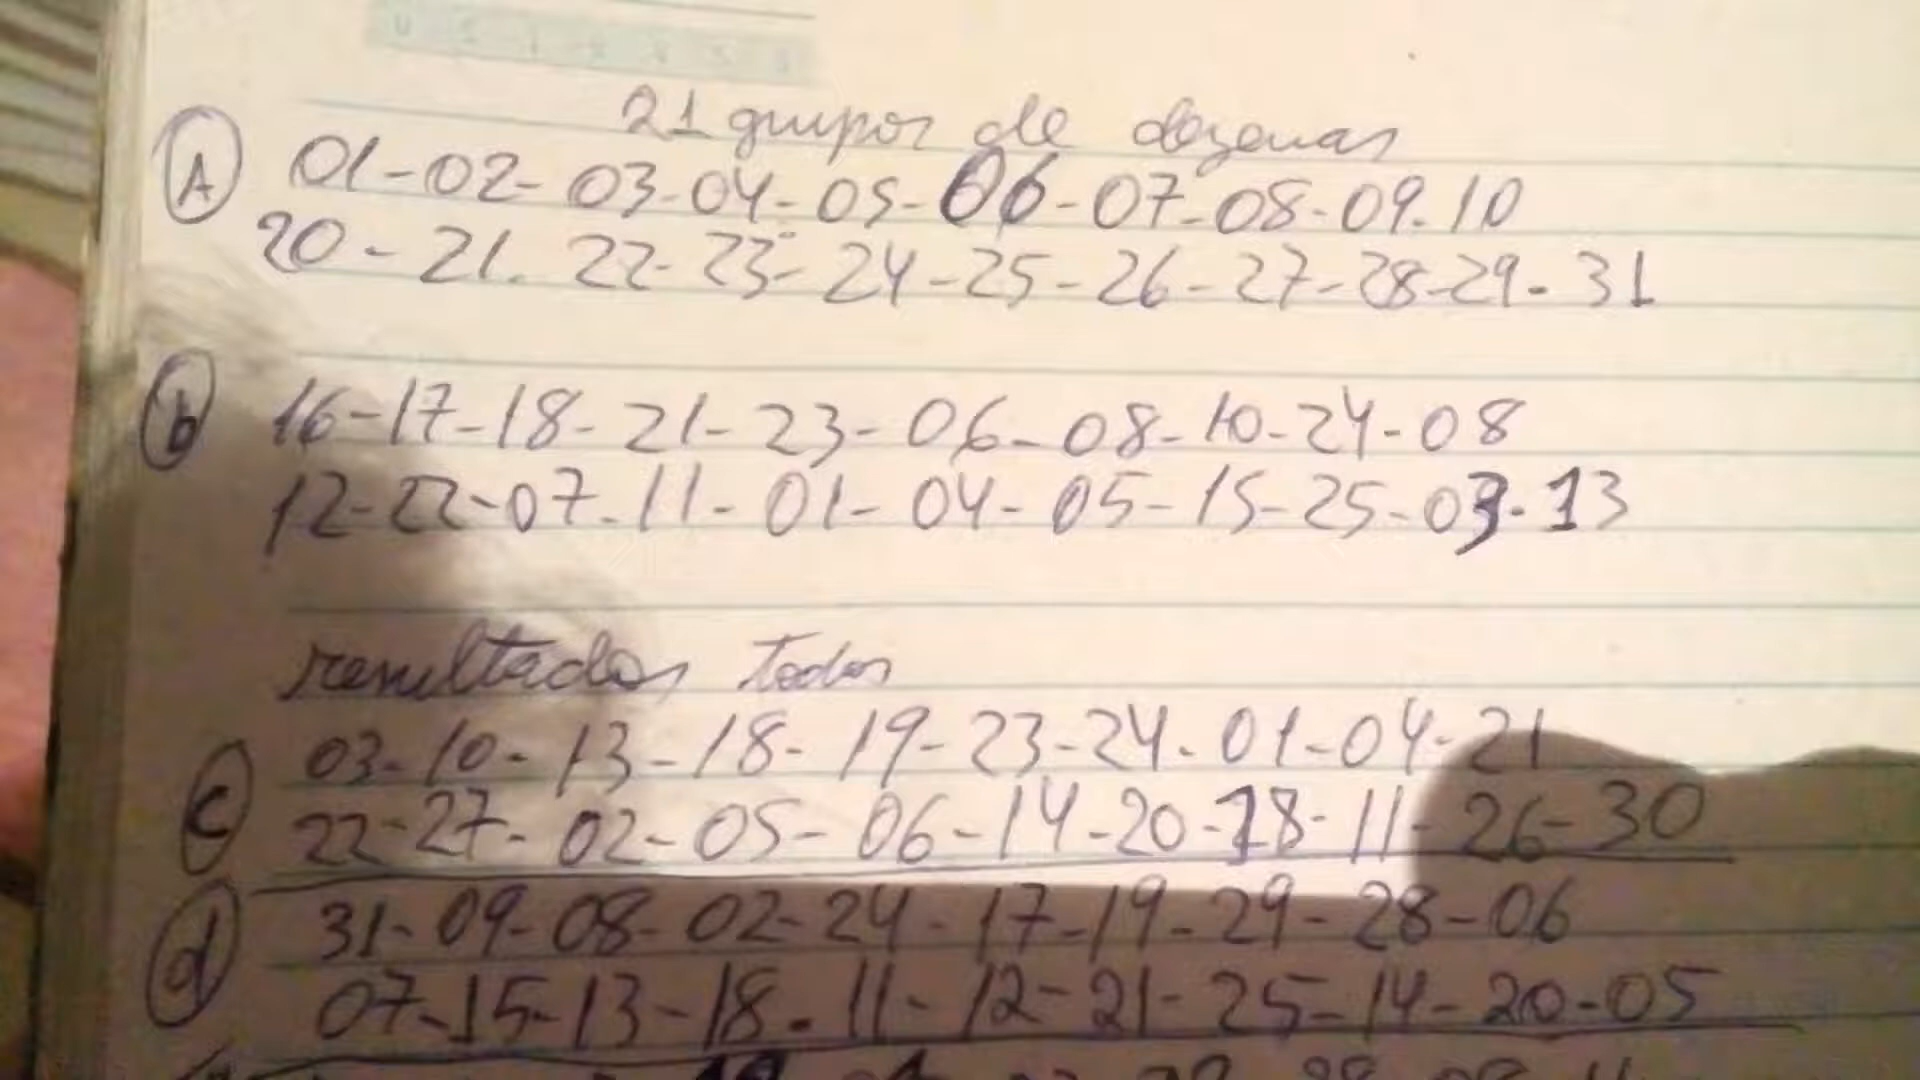 21 grupos de dezenas
A 01-02-03-04-05-06-07-08-09-10
20-21-22-23-24-25-26-27-28-29-31
b 16-17-18-21-23-06-08-10-24-08
12-22-07-11-01-04-05-15-25-03-13
resultados todos
03-10-13-18-19-23-24-01-04-21
c 22-27-02-05-06-14-20-18-11-26-30
31-09-08-02-24-17-19-29-28-06
d 07-15-13-18-11-12-21-25-14-20-05